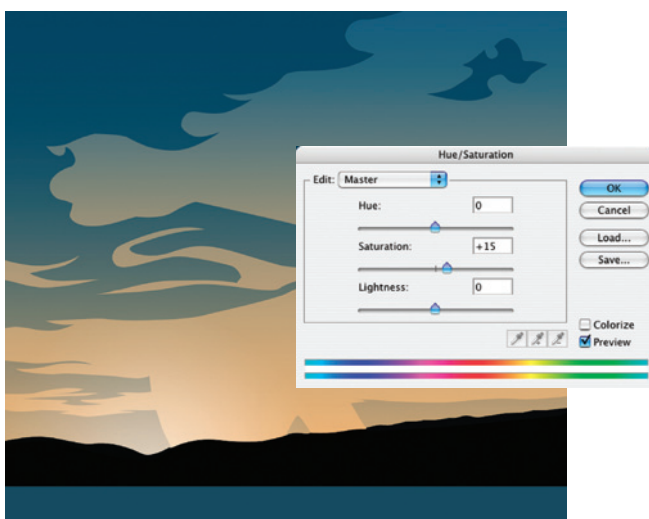 Hue/Saturation
Edit: Master
Hue: 0
Saturation: +15
Lightness: 0
OK
Cancel
Load...
Save...
Colorize
Preview